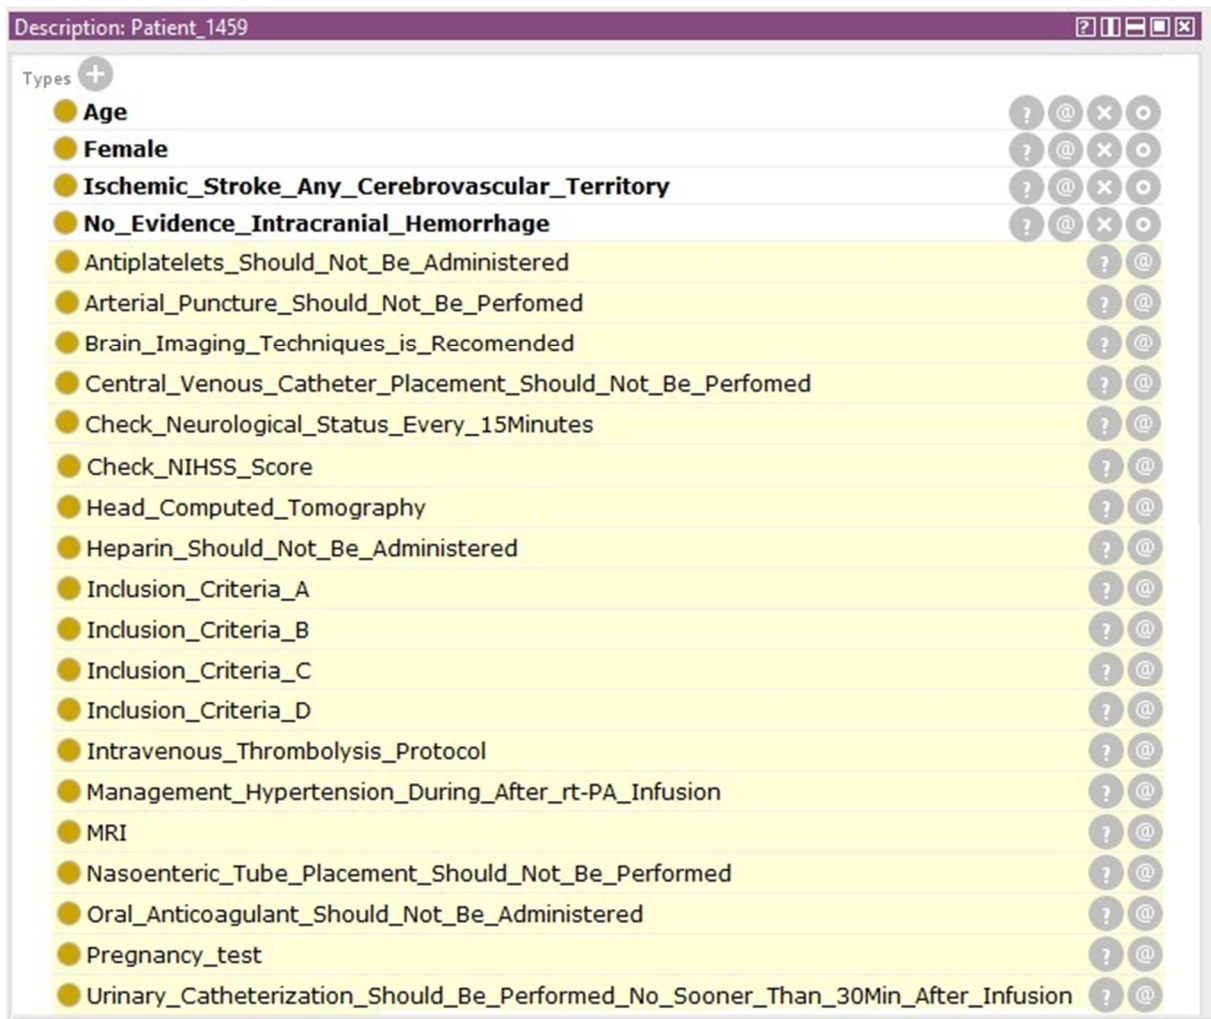 Description: Patient_1459
Types
Age
Female
Ischemic_Stroke_Any_Cerebrovascular_Territory
No_Evidence_Intracranial_Hemorrhage
Antiplatelets_Should_Not_Be_Administered
Arterial_Puncture_Should_Not_Be_Perfomed
Brain_Imaging_Techniques_is_Recomended
Central_Venous_Catheter_Placement_Should_Not_Be_Perfomed
Check_Neurological_Status_Every_15Minutes
Check_NIHSS_Score
Head_Computed_Tomography
Heparin_Should_Not_Be_Administered
Inclusion_Criteria_A
Inclusion_Criteria_B
Inclusion_Criteria_C
Inclusion_Criteria_D
Intravenous_Thrombolysis_Protocol
Management_Hypertension_During_After_rt-PA_Infusion
MRI
Nasoenteric_Tube_Placement_Should_Not_Be_Performed
Oral_Anticoagulant_Should_Not_Be_Administered
Pregnancy_test
Urinary_Catheterization_Should_Be_Performed_No_Sooner_Than_30Min_After_Infusion